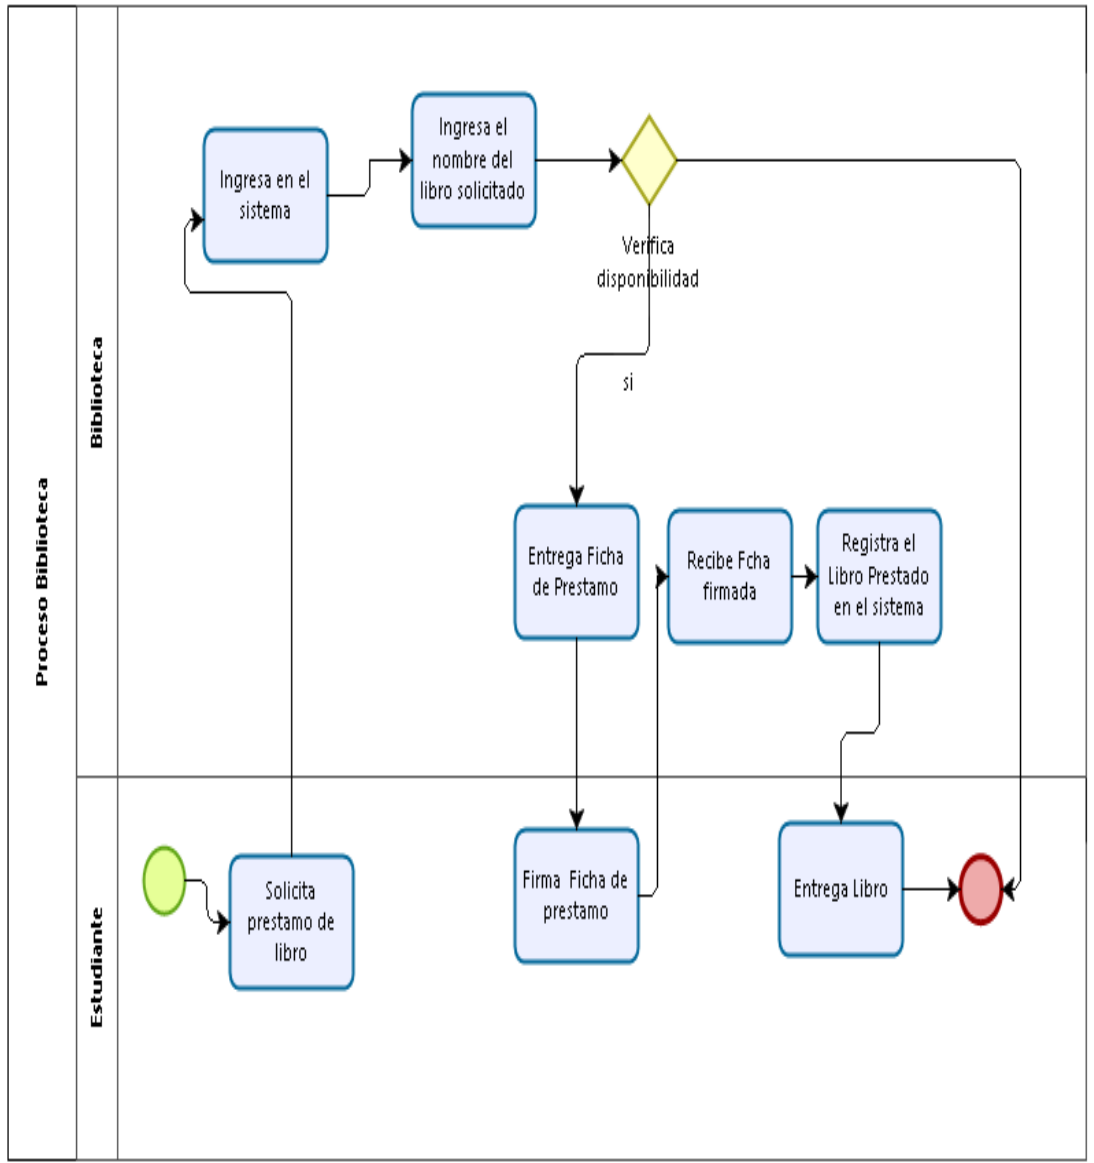 Proceso Biblioteca
Biblioteca
Ingresa en el
sistema
Ingresa el
nombre del
libro solicitado
Verifica
disponibilidad
si
Entrega Ficha
de Prestamo
Recibe Fcha
firmada
Registra el
Libro Prestado
en el sistema
Estudiante
Solicita
prestamo de
libro
Firma Ficha de
prestamo
Entrega Libro